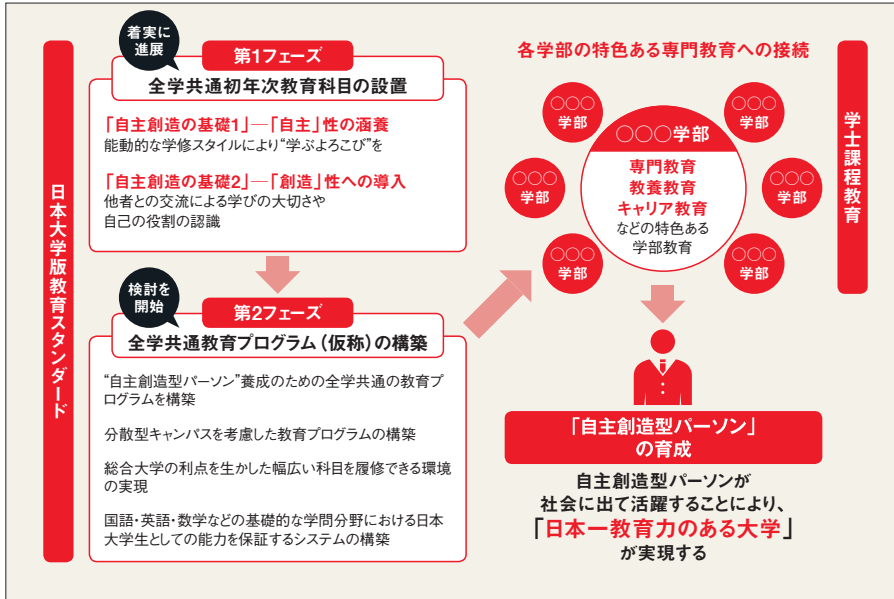 日本大学版教育スタンダード
着実に
進展
第1フェーズ
全学共通初年次教育科目の設置
「自主創造の基礎1」―「自主」性の涵養
能動的な学修スタイルにより“学ぶよろこび”を
「自主創造の基礎2」―「創造」性への導入
他者との交流による学びの大切さや
自己の役割の認識
検討を
開始
第2フェーズ
全学共通教育プログラム（仮称）の構築
“自主創造型パーソン”養成のための全学共通の教育プ
ログラムを構築
分散型キャンパスを考慮した教育プログラムの構築
総合大学の利点を生かした幅広い科目を履修できる環境
の実現
国語・英語・数学などの基礎的な学問分野における日本
大学生としての能力を保証するシステムの構築
各学部の特色ある専門教育への接続
〇〇〇
学部
〇〇〇
学部
〇〇〇
学部
〇〇〇学部
専門教育
教養教育
キャリア教育
などの特色ある
学部教育
〇〇〇
学部
〇〇〇
学部
〇〇〇
学部
学士課程教育
「自主創造型パーソン」
の育成
自主創造型パーソンが
社会に出て活躍することにより、
「日本一教育力のある大学」
が実現する